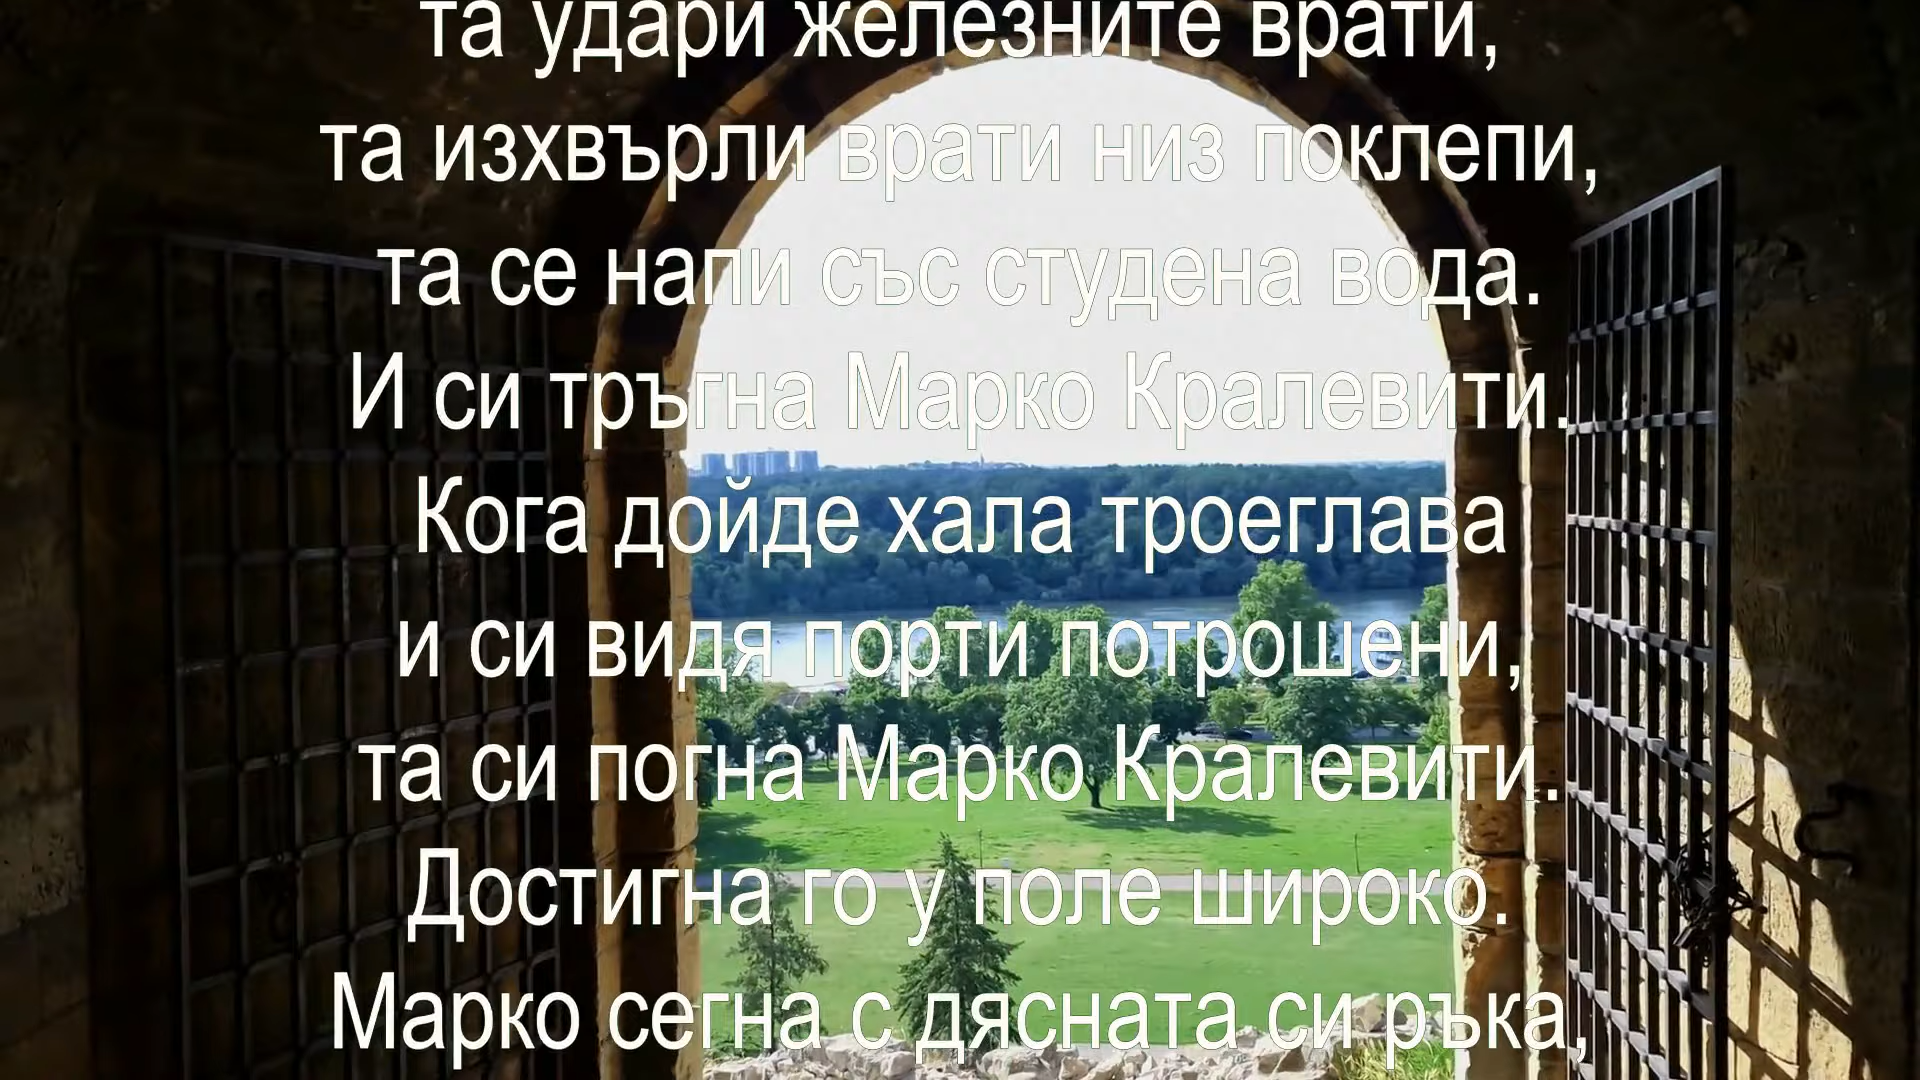 та удари железните врати,
та изхвърли врати низ поклепи,
та се напи със студена вода.
И си тръгна Марко Кралевити.
Кога дойде хала троеглава
и си видя порти потрошени,
та си погна Марко Кралевити.
Достигна го у поле широко.
Марко сегна с дясната си ръка,